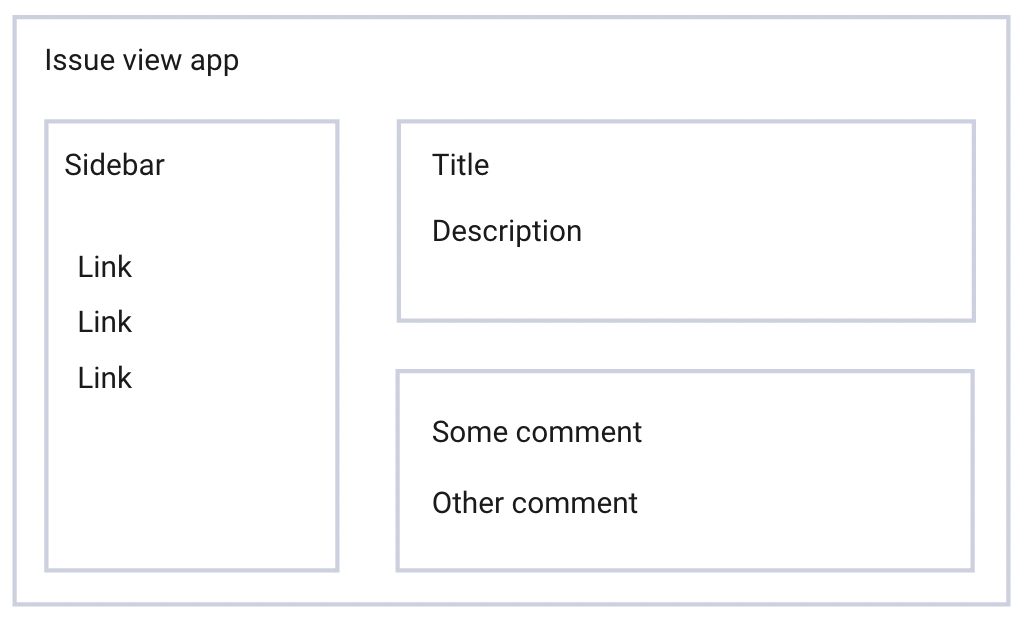 Issue view app
Sidebar
Link
Link
Link
Title
Description
Some comment
Other comment